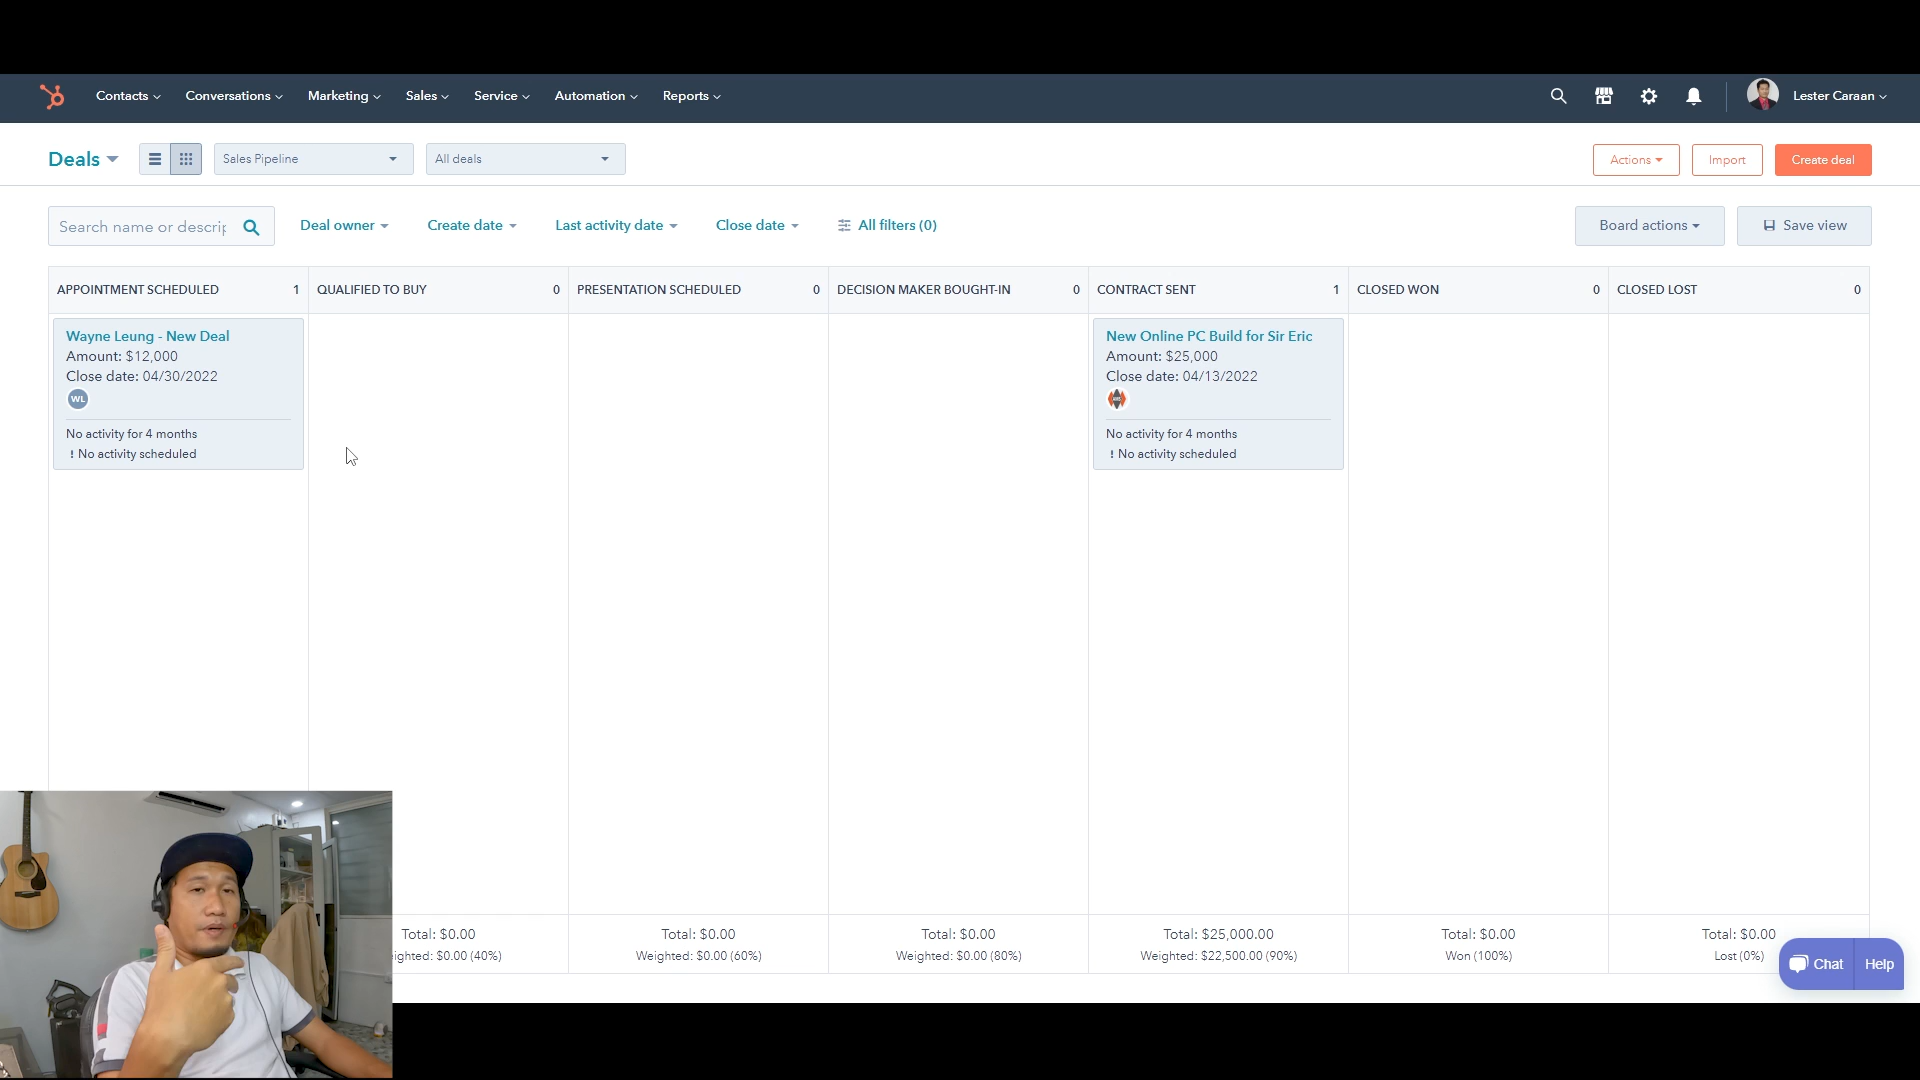 Contacts
Conversations
Marketing
Sales
Service
Automation
Reports
Lester Caraan
Deals
Sales Pipeline
All deals
Actions
Import
Create deal
Search name or descrip
Deal owner
Create date
Last activity date
Close date
All filters (0)
Board actions
Save view
APPOINTMENT SCHEDULED 1
QUALIFIED TO BUY 0
PRESENTATION SCHEDULED 0
DECISION MAKER BOUGHT-IN 0
CONTRACT SENT 1
CLOSED WON 0
CLOSED LOST 0
Wayne Leung - New Deal
Amount: $12,000
Close date: 04/30/2022
WL
No activity for 4 months
! No activity scheduled
New Online PC Build for Sir Eric
Amount: $25,000
Close date: 04/13/2022
No activity for 4 months
! No activity scheduled
Total: $0.00
ighted: $0.00 (40%)
Total: $0.00
Weighted: $0.00 (60%)
Total: $0.00
Weighted: $0.00 (80%)
Total: $25,000.00
Weighted: $22,500.00 (90%)
Total: $0.00
Won (100%)
Total: $0.00
Lost (0%)
Chat
Help